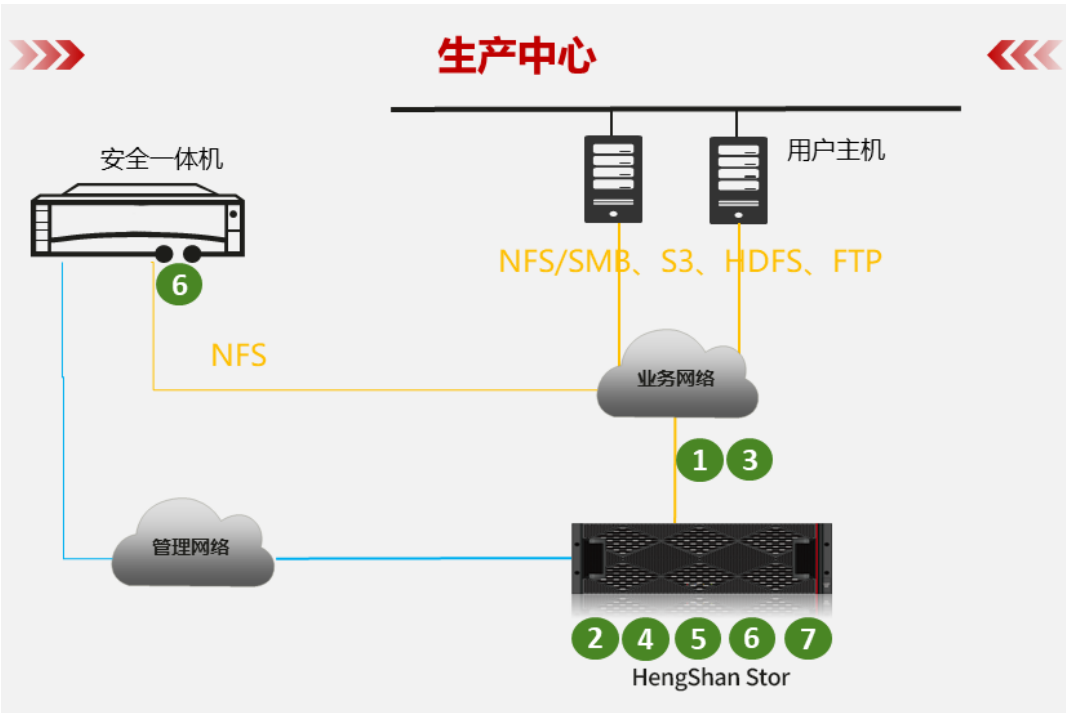 生产中心
安全一体机
用户主机
NFS/SMB、S3、HDFS、FTP
6
NFS
业务网络
1 3
管理网络
2 4 5 6 7
HengShan Stor